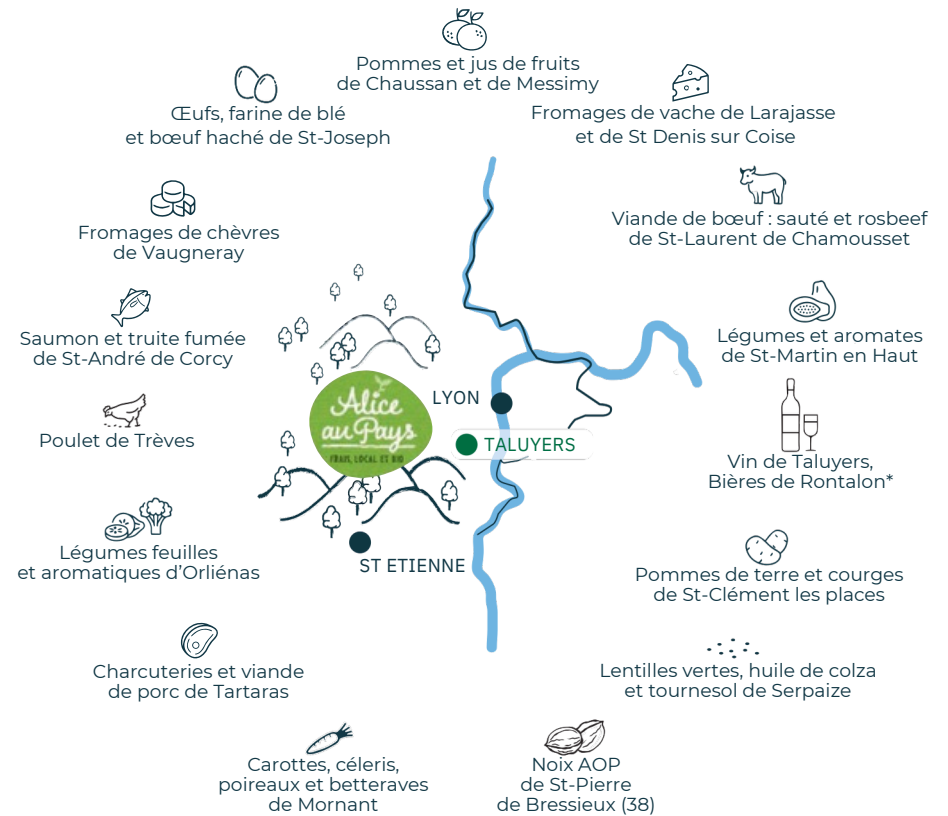 Pommes et jus de fruits
de Chaussan et de Messimy
Œufs, farine de blé
et bœuf haché de St-Joseph
Fromages de vache de Larajasse
et de St Denis sur Coise
Fromages de chèvres
de Vaugneray
Viande de bœuf : sauté et rosbeef
de St-Laurent de Chamousset
Saumon et truite fumée
de St-André de Corcy
Légumes et aromates
de St-Martin en Haut
Poulet de Trèves
Alice
au Pays
FRAIS, LOCAL ET BIO
LYON
TALUYERS
ST ETIENNE
Vin de Taluyers,
Bières de Rontalon*
Légumes feuilles
et aromatiques d’Orliénas
Pommes de terre et courges
de St-Clément les places
Charcuteries et viande
de porc de Tartaras
Lentilles vertes, huile de colza
et tournesol de Serpaize
Carottes, céleris,
poireaux et betteraves
de Mornant
Noix AOP
de St-Pierre
de Bressieux (38)